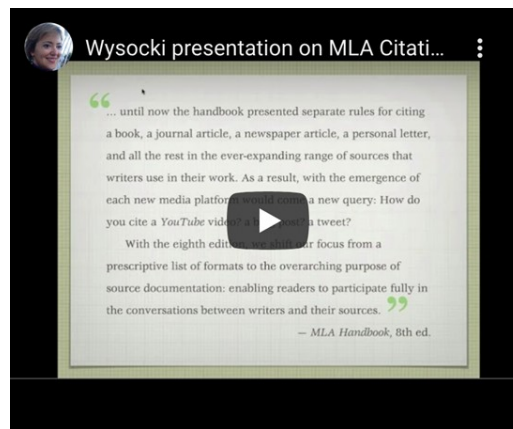 Wysocki presentation on MLA Citati...
“... until now the handbook presented separate rules for citing
a book, a journal article, a newspaper article, a personal letter,
and all the rest in the ever-expanding range of sources that
writers use in their work. As a result, with the emergence of
each new media platform would come a new query: How do
you cite a YouTube video? a post? a tweet?
With the eighth edition, we shift our focus from a
prescriptive list of formats to the overarching purpose of
source documentation: enabling readers to participate fully in
the conversations between writers and their sources. ”
— MLA Handbook, 8th ed.